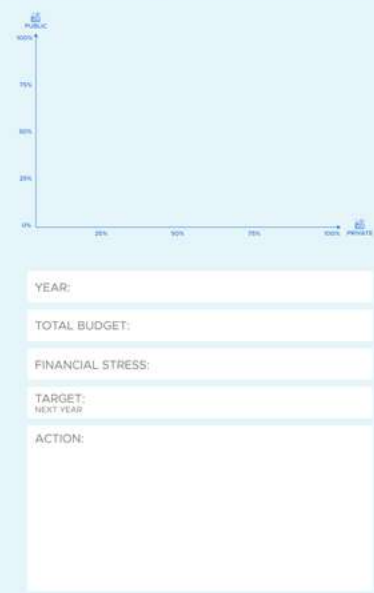 PUBLIC
100%
75%
50%
25%
0%
25%
50%
75%
100%
PRIVATE
YEAR:
TOTAL BUDGET:
FINANCIAL STRESS:
TARGET:
NEXT YEAR
ACTION: